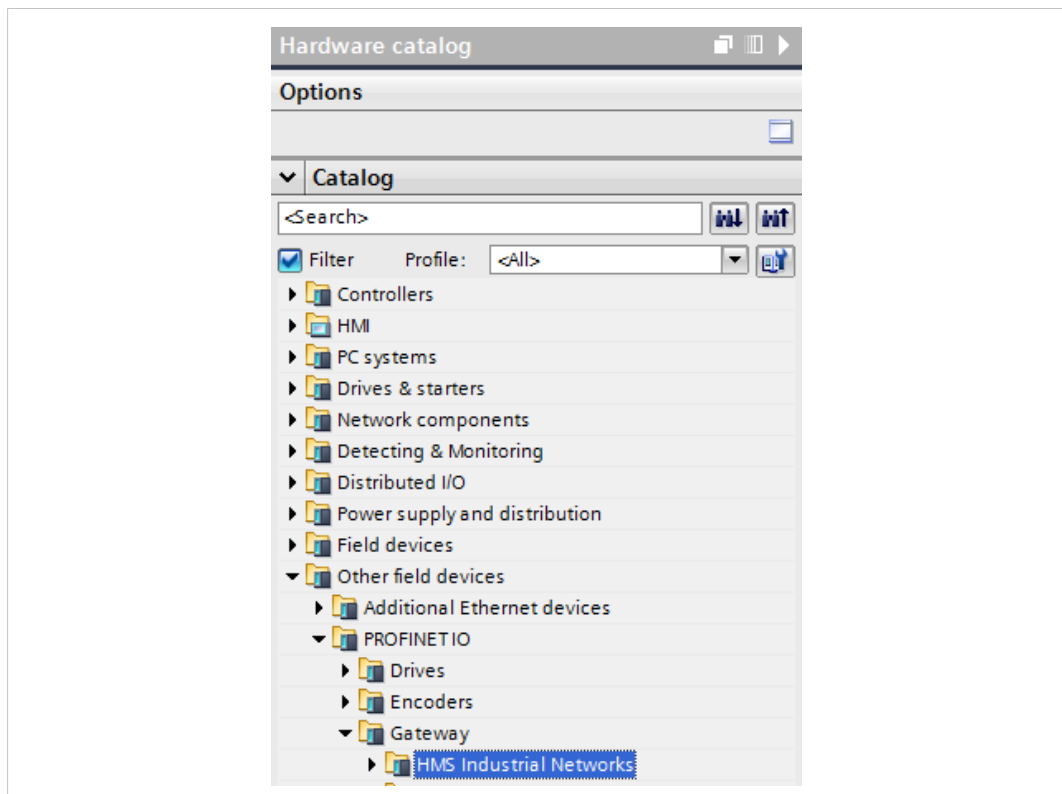 Hardware catalog
Options
Catalog
<Search>
Filter Profile: <All>
Controllers
HMI
PC systems
Drives & starters
Network components
Detecting & Monitoring
Distributed I/O
Power supply and distribution
Field devices
Other field devices
Additional Ethernet devices
PROFINET IO
Drives
Encoders
Gateway
HMS Industrial Networks